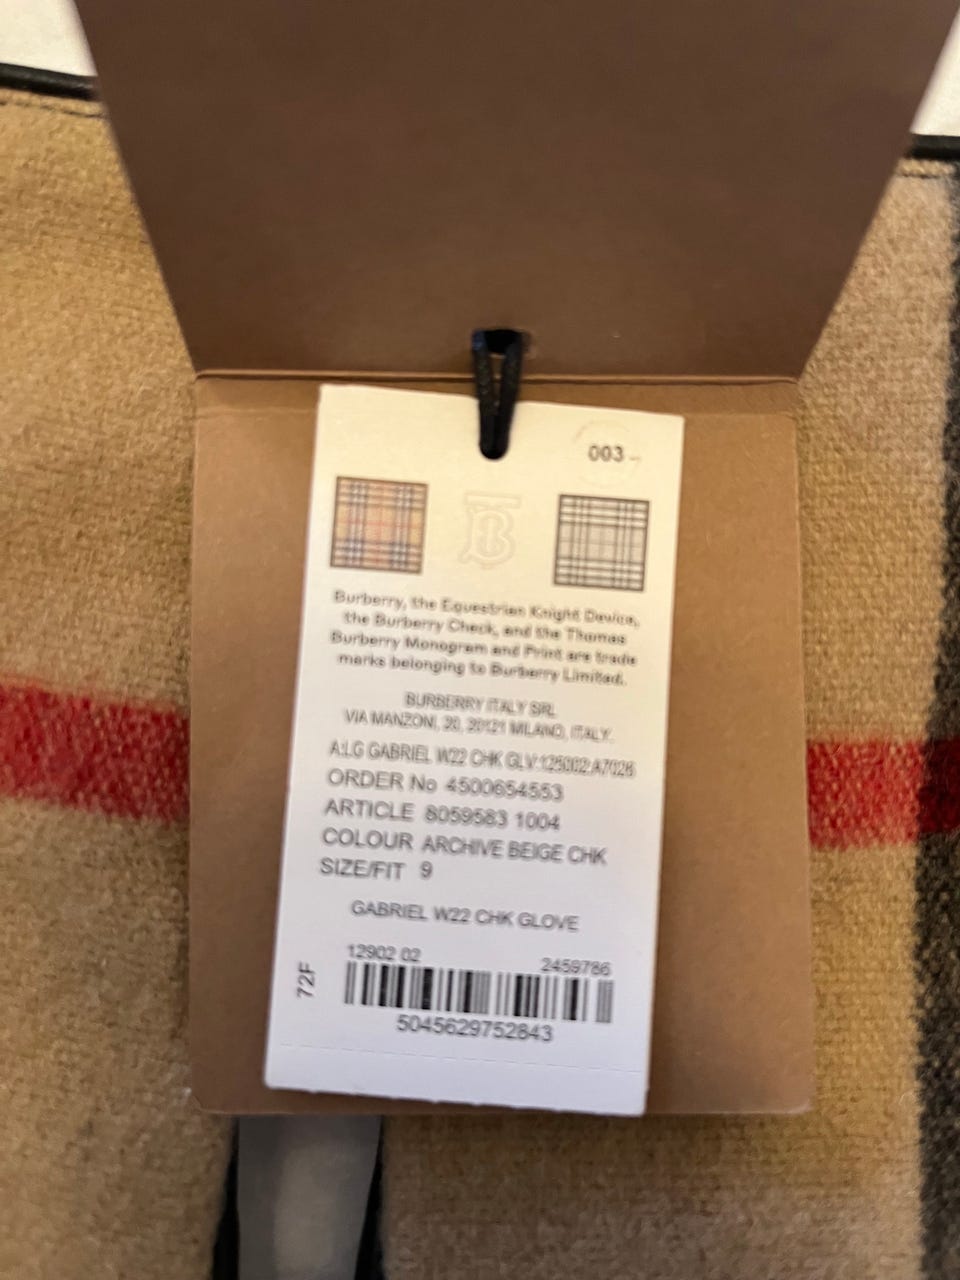 003 -
Burberry, the Equestrian Knight Device,
the Burberry Check, and the Thomas
Burberry Monogram and Print are trade
marks belonging to Burberry Limited.
BURBERRY ITALY SRL
VIA MANZONI, 20, 20121 MILANO, ITALY.
A:LG GABRIEL W22 CHK GLV:125002:A7026
ORDER No 4500654553
ARTICLE 8059583 1004
COLOUR ARCHIVE BEIGE CHK
SIZE/FIT 9
GABRIEL W22 CHK GLOVE
12902 02 2459786
72F
5045629752843